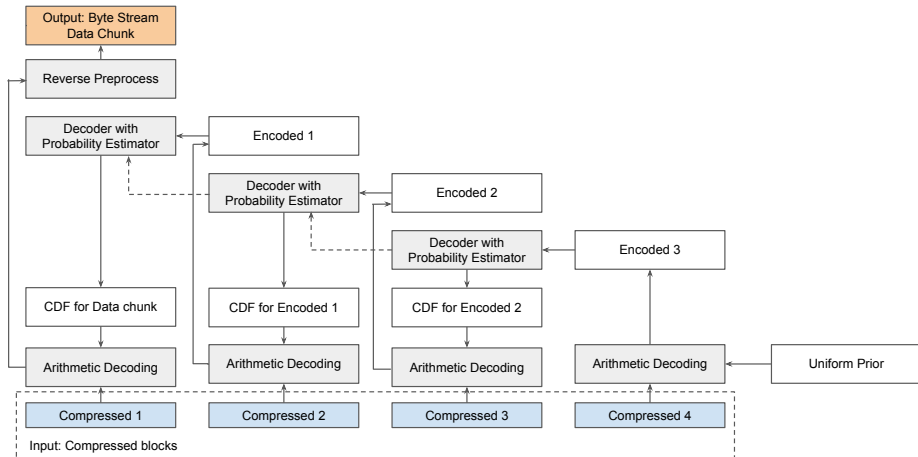 Output: Byte Stream
Data Chunk
Reverse Preprocess
Decoder with
Probability Estimator
Encoded 1
Decoder with
Probability Estimator
Encoded 2
Decoder with
Probability Estimator
Encoded 3
CDF for Data chunk
CDF for Encoded 1
CDF for Encoded 2
Arithmetic Decoding
Arithmetic Decoding
Arithmetic Decoding
Arithmetic Decoding
Uniform Prior
Compressed 1
Compressed 2
Compressed 3
Compressed 4
Input: Compressed blocks